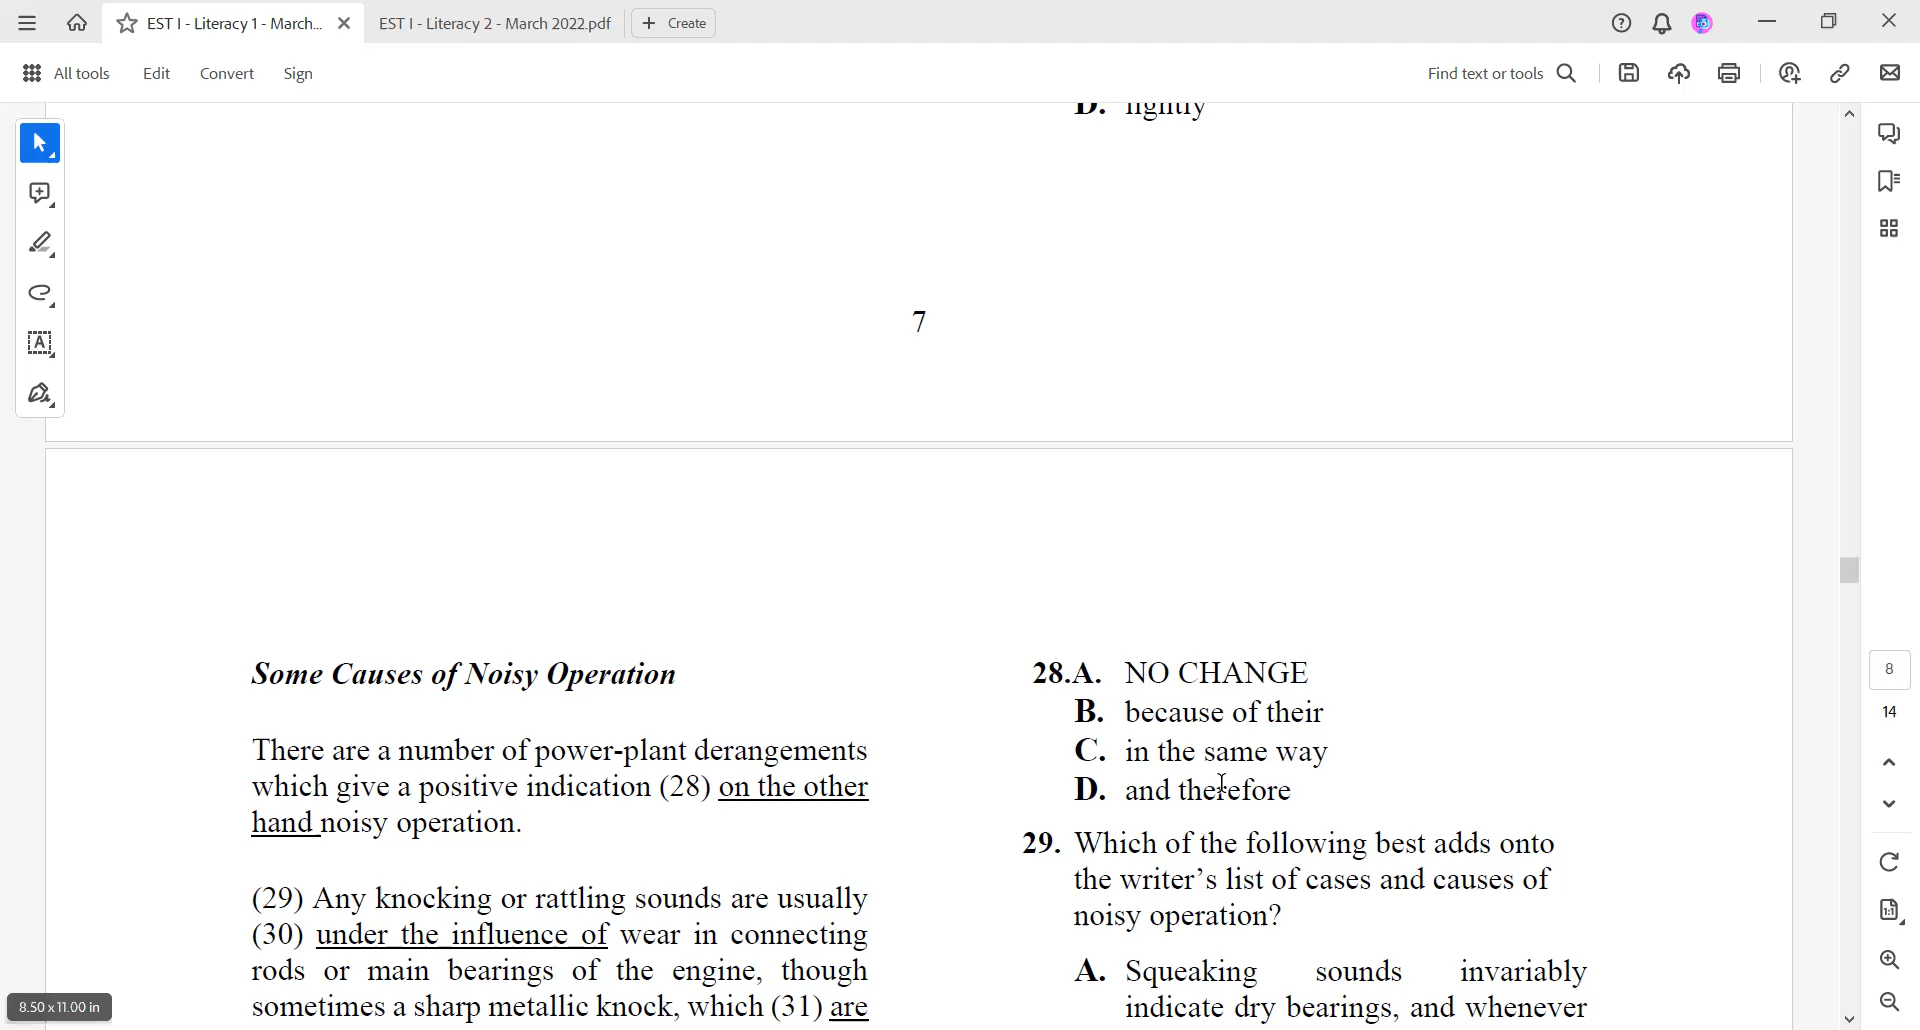 EST I - Literacy 1 - March...
EST I - Literacy 2 - March 2022.pdf
Create
All tools
Edit
Convert
Sign
Find text or tools
D. lightly
7
Some Causes of Noisy Operation
There are a number of power-plant derangements
which give a positive indication (28) on the other
hand noisy operation.
(29) Any knocking or rattling sounds are usually
(30) under the influence of wear in connecting
rods or main bearings of the engine, though
sometimes a sharp metallic knock, which (31) are
28.A. NO CHANGE
B. because of their
C. in the same way
D. and therefore
29. Which of the following best adds onto
the writer's list of cases and causes of
noisy operation?
A. Squeaking sounds invariably
indicate dry bearings, and whenever
8
14
1:1
8.50 x 11.00 in